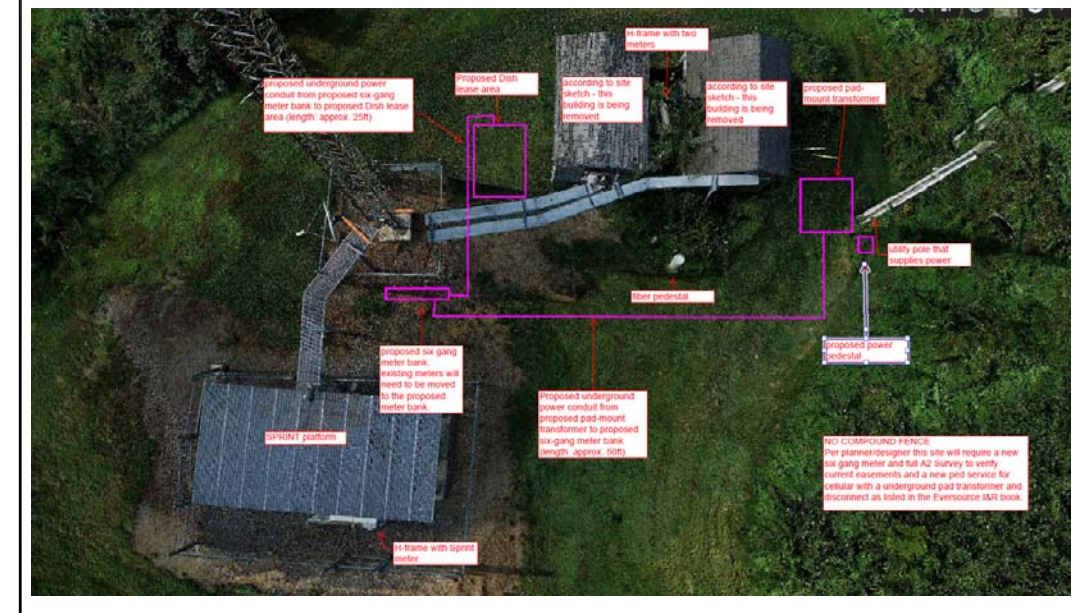 H-frame with two
meters
proposed underground power
conduit from proposed six-gang
meter bank to proposed Dish lease
area (length: approx. 25ft)
Proposed Dish
lease area
according to site
sketch - this
building is being
removed
according to site
sketch - this
building is being
removed
proposed pad-
mount transformer
utility pole that
supplies power
fiber pedestal
proposed power
pedestal
proposed six gang
meter bank.
existing meters will
need to be moved
to the proposed
meter bank.
Proposed underground
power conduit from
proposed pad-mount
transformer to proposed
six-gang meter bank
(length: approx. 50ft)
SPRINT platform
NO COMPOUND FENCE
Per planner/designer this site will require a new
six gang meter and full A2 Survey to verify
current easements and a new ped service for
cellular with a underground pad transformer and
disconnect as listed in the Eversource I&R book.
H-frame with Sprint
meter